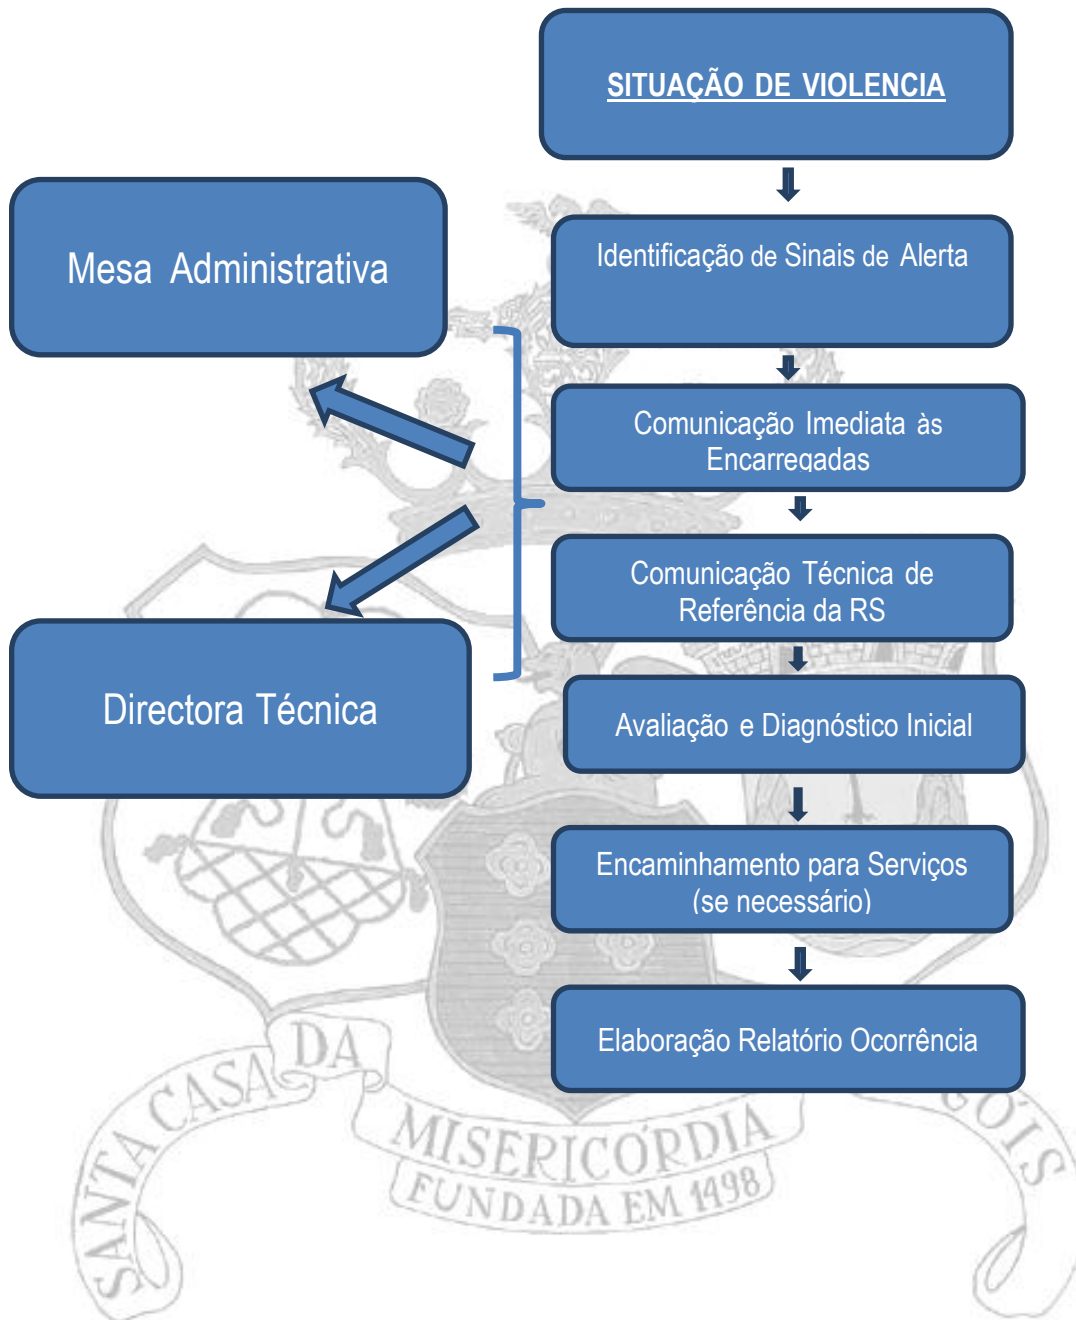 SITUAÇÃO DE VIOLENCIA
Mesa Administrativa
Identificação de Sinais de Alerta
Comunicação Imediata às
Encarregadas
Comunicação Técnica de
Referência da RS
Directora Técnica
Avaliação e Diagnóstico Inicial
Encaminhamento para Serviços
(se necessário)
Elaboração Relatório Ocorrência
SANTA CASA DA
MISERICÓRDIA
GÓIS
FUNDADA EM 1498